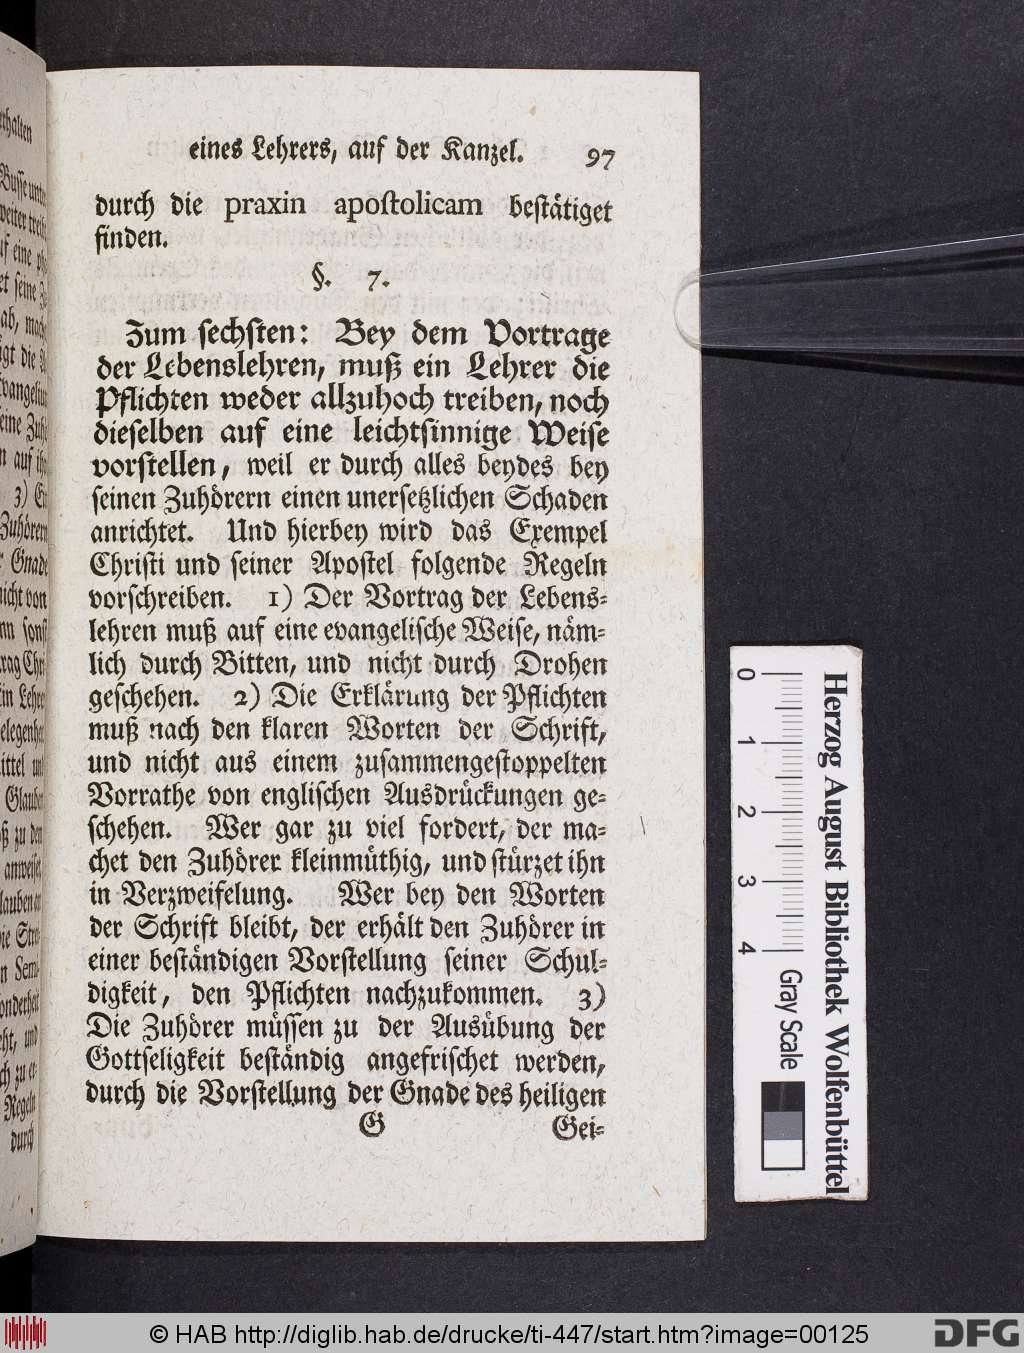 eines Lehrers, auf der Kanzel. 97
durch die praxin apoſtolicam beſtätiget
finden.
§. 7.
Zum ſechsten: Bey dem Vortrage
der Lebenslehren, muß ein Lehrer die
Pflichten weder allzuhoch treiben, noch
dieſelben auf eine leichtſinnige Weiſe
vorſtellen, weil er durch alles beydes bey
ſeinen Zuhörern einen unerſetzlichen Schaden
anrichtet. Und hierbey wird das Exempel
Chriſti und ſeiner Apoſtel folgende Regeln
vorſchreiben. 1) Der Vortrag der Lebens-
lehren muß auf eine evangeliſche Weiſe, näm-
lich durch Bitten, und nicht durch Drohen
geſchehen. 2) Die Erklärung der Pflichten
muß nach den klaren Worten der Schrift,
und nicht aus einem zuſammengeſtoppelten
Vorrathe von engliſchen Ausdrückungen ge-
ſchehen. Wer gar zu viel fordert, der ma-
chet den Zuhörer kleinmüthig, und ſtürzet ihn
in Verzweifelung. Wer bey den Worten
der Schrift bleibt, der erhält den Zuhörer in
einer beſtändigen Vorſtellung ſeiner Schul-
digkeit, den Pflichten nachzukommen. 3)
Die Zuhörer müſſen zu der Ausübung der
Gottſeligkeit beſtändig angefriſchet werden,
durch die Vorſtellung der Gnade des heiligen
G Gei-
0 1 2 3 4
Gray Scale
Herzog August Bibliothek Wolfenbüttel
© HAB http://diglib.hab.de/drucke/ti-447/start.htm?image=00125
DFG